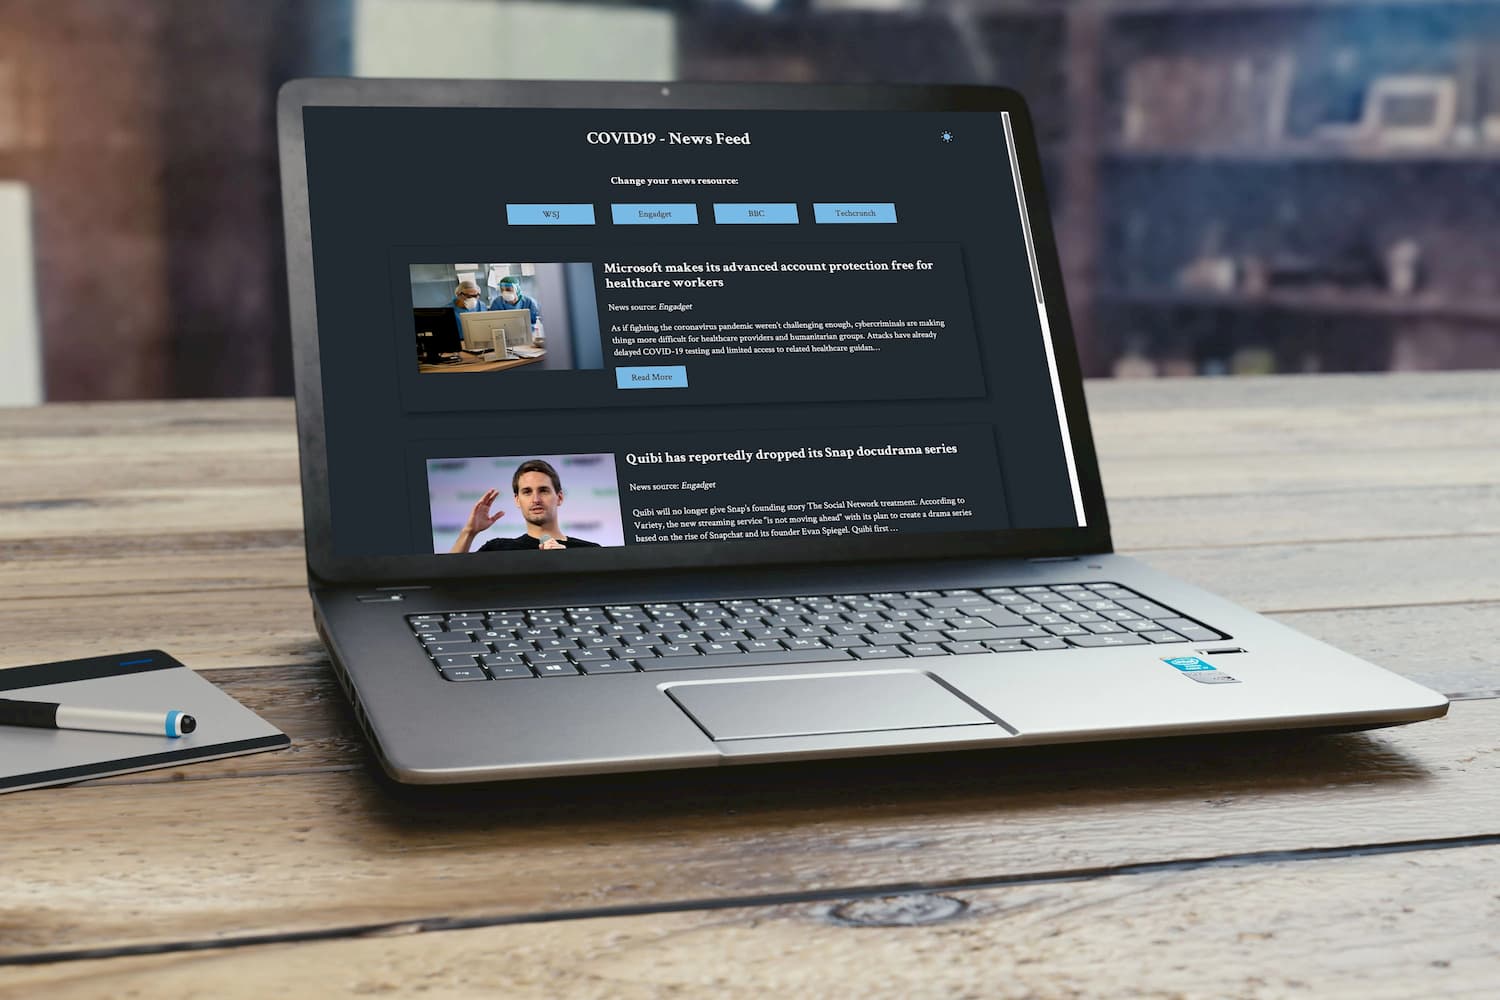 COVID19 - News Feed
Change your news resource:
WSJ
Engadget
BBC
Techcrunch
Microsoft makes its advanced account protection free for
healthcare workers
News source: Engadget
As if fighting the coronavirus pandemic weren't challenging enough, cybercriminals are making
things more difficult for healthcare providers and humanitarian groups. Attacks have already
delayed COVID-19 testing and limited access to related healthcare guidan...
Read More
Quibi has reportedly dropped its Snap docudrama series
News source: Engadget
Quibi will no longer give Snap's founding story The Social Network treatment. According to
Variety, the new streaming service "is not moving ahead" with its plan to create a drama series
based on the rise of Snapchat and its founder Evan Spiegel. Quibi first ...